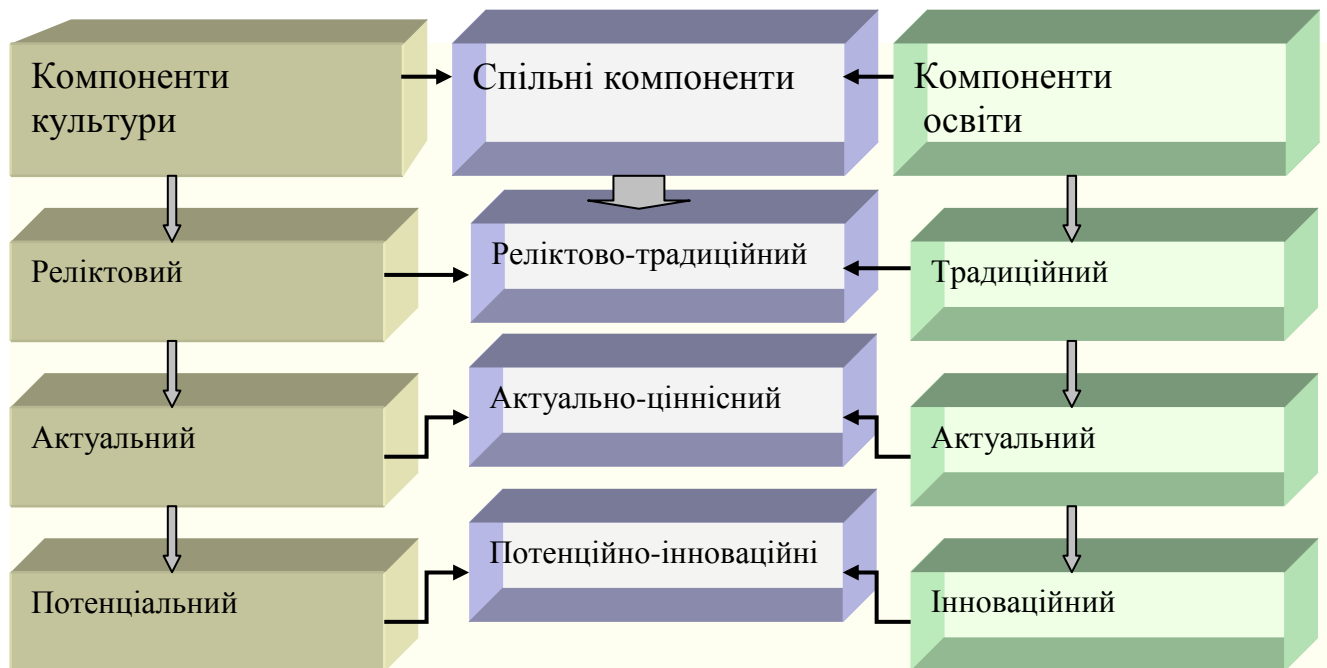 Компоненти
культури
Спільні компоненти
Компоненти
освіти
Реліктовий
Реліктово-традиційний
Традиційний
Актуальний
Актуально-ціннісний
Актуальний
Потенціальний
Потенційно-інноваційні
Інноваційний